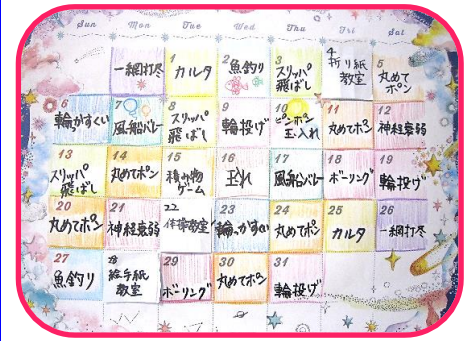 Sun Mon Tue Wed Thu Fri Sat
一網打尽
1
カルタ
2
魚釣り
3
スリッパ
飛ばし
4
折り紙
教室
5
丸めて
ポン
6
輪っかすくい
7
風船バレー
8
スリッパ
飛ばし
9
輪投げ
10
ピンポン
玉入れ
11
丸めてポン
12
神経衰弱
13
スリッパ
飛ばし
14
丸めてポン
15
積み物
ゲーム
16
玉入れ
17
風船バレー
18
ボーリング
19
輪投げ
20
丸めてポン
21
神経衰弱
22
体操教室
23
輪っかすくい
24
丸めてポン
25
カルタ
26
一網打尽
27
魚釣り
28
絵手紙
教室
29
ボーリング
30
丸めてポン
31
輪投げ